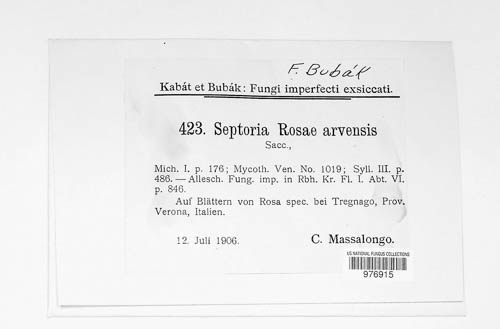 F. Bubák
Kabát et Bubák: Fungi imperfecti exsiccati.
423. Septoria Rosae arvensis
Sacc.,
Mich. I. p. 176; Mycoth. Ven. No. 1019; Syll. III. p.
486. — Allesch. Fung. imp. in Rbh. Kr. Fl. I. Abt. VI.
p. 846.
Auf Blättern von Rosa spec. bei Tregnago, Prov.
Verona, Italien.
12. Juli 1906. C. Massalongo.
US NATIONAL FUNGUS COLLECTIONS
976915